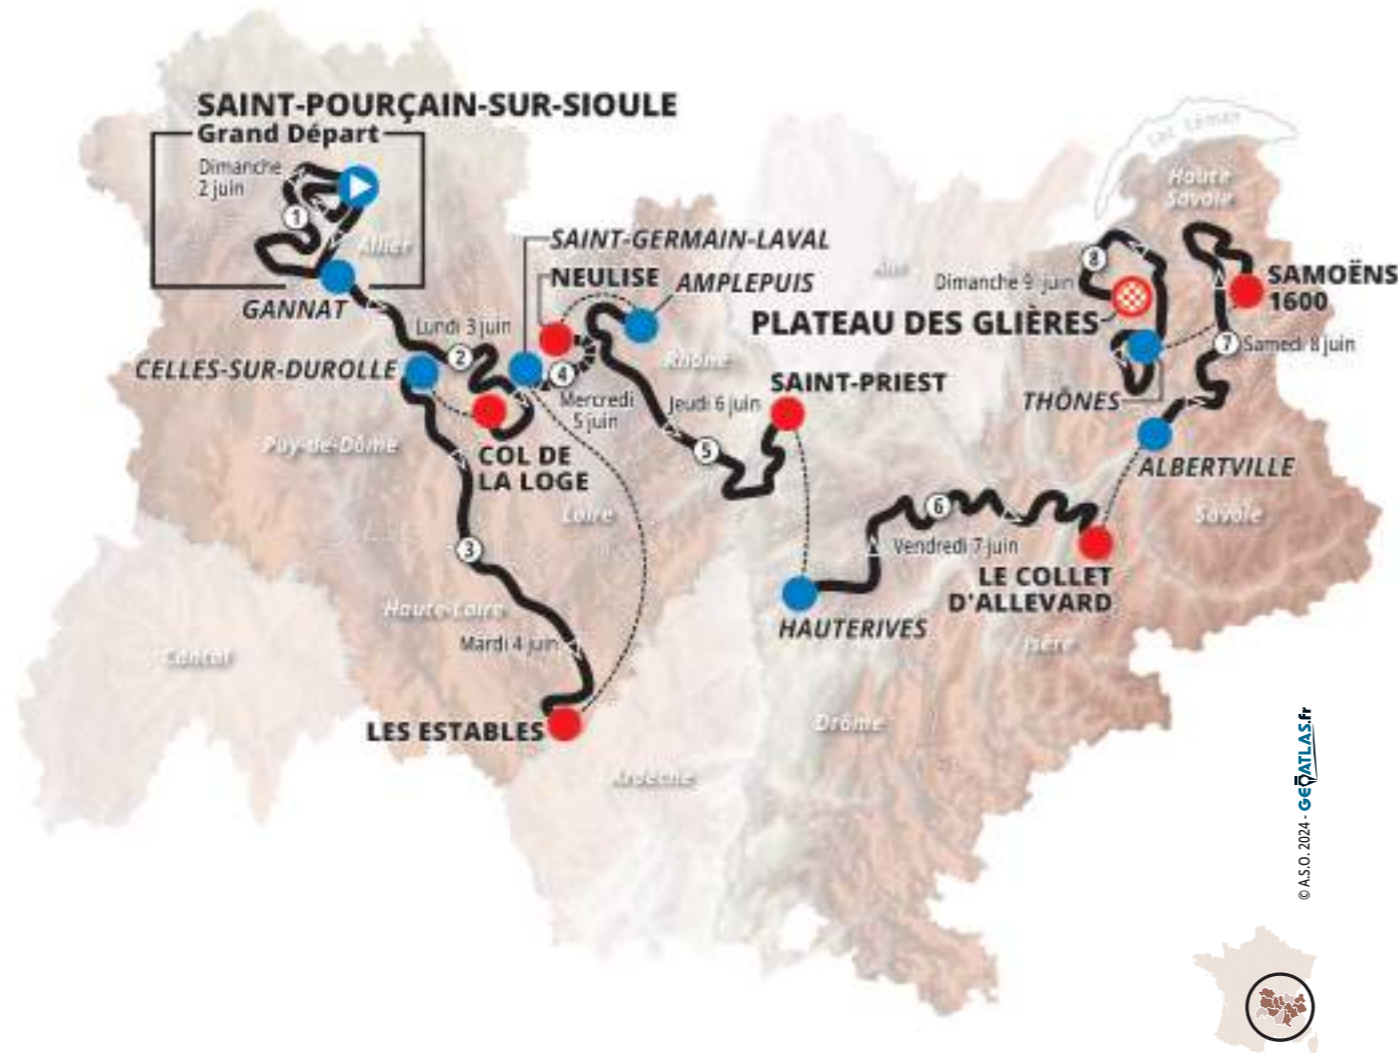 SAINT-POURÇAIN-SUR-SIOULE
Grand Départ
Dimanche
2 juin
1
Allier
GANNAT
SAINT-GERMAIN-LAVAL
NEULISE
AMPLEPUIS
Lundi 3 juin
2
CELLES-SUR-DUROLLE
4
Mercredi
5 juin
Rhône
Puy-de-Dôme
COL DE
LA LOGE
Loire
Jeudi 6 juin
SAINT-PRIEST
5
3
Haute-Loire
Mardi 4 juin
LES ESTABLES
Cantal
Ardèche
Ain
Lac Léman
Haute
Savoie
8
Dimanche 9 juin
PLATEAU DES GLIÈRES
SAMOËNS
1600
7
Samedi 8 juin
THÔNES
ALBERTVILLE
Savoie
6
Vendredi 7 juin
LE COLLET
D'ALLEVARD
HAUTERIVES
Isère
Drôme
© A.S.O. 2024 - GEOATLAS.fr